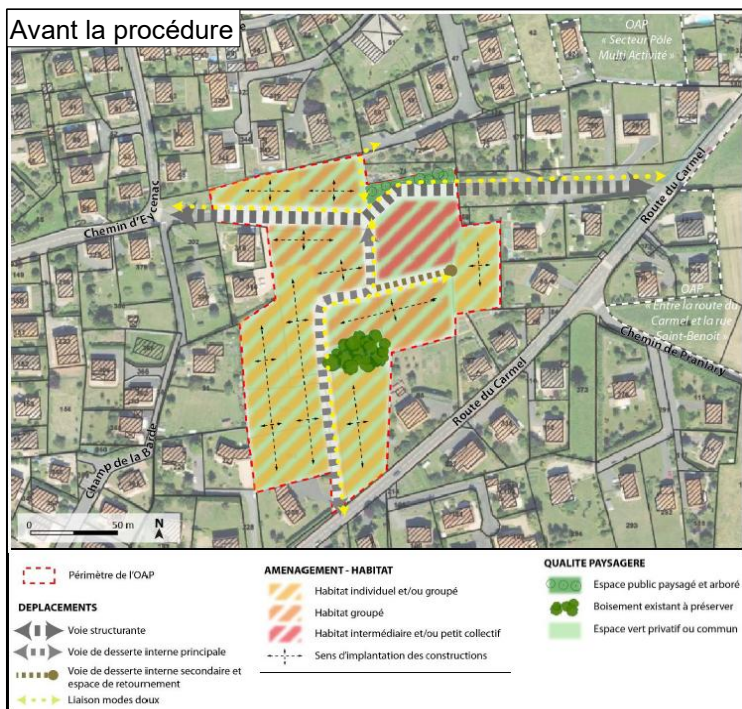 Avant la procédure
OAP
« Secteur Pôle
Multi Activité »
Chemin d'Eycenac
Route du Carmel
OAP
« Entre la route du
Carmel et la rue
Saint-Benoit »
Chemin de Pranlary
Route du Carmel
Champ de la Barde
0 50 m N
Périmètre de l'OAP
DEPLACEMENTS
Voie structurante
Voie de desserte interne principale
Voie de desserte interne secondaire et
espace de retournement
Liaison modes doux
AMENAGEMENT - HABITAT
Habitat individuel et/ou groupé
Habitat groupé
Habitat intermédiaire et/ou petit collectif
Sens d'implantation des constructions
QUALITE PAYSAGERE
Espace public paysagé et arboré
Boisement existant à préserver
Espace vert privatif ou commun